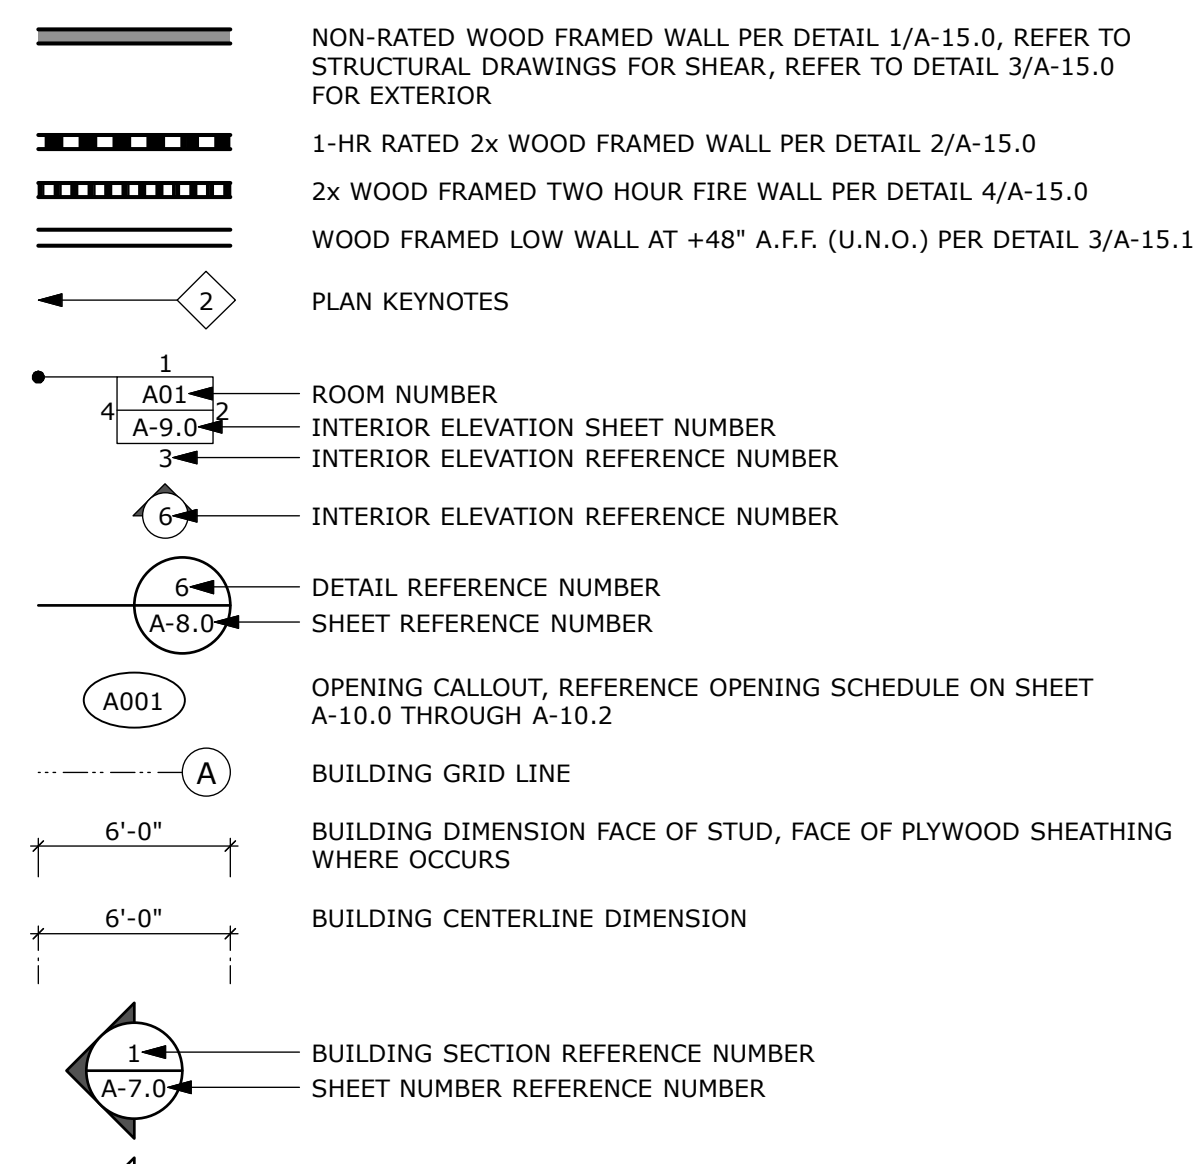 NON-RATED WOOD FRAMED WALL PER DETAIL 1/A-15.0, REFER TO
STRUCTURAL DRAWINGS FOR SHEAR, REFER TO DETAIL 3/A-15.0
FOR EXTERIOR
1-HR RATED 2x WOOD FRAMED WALL PER DETAIL 2/A-15.0
2x WOOD FRAMED TWO HOUR FIRE WALL PER DETAIL 4/A-15.0
WOOD FRAMED LOW WALL AT +48" A.F.F. (U.N.O.) PER DETAIL 3/A-15.1
2 PLAN KEYNOTES
1
A01 ROOM NUMBER
4 2
A-9.0 INTERIOR ELEVATION SHEET NUMBER
3 INTERIOR ELEVATION REFERENCE NUMBER
6 INTERIOR ELEVATION REFERENCE NUMBER
6 DETAIL REFERENCE NUMBER
A-8.0 SHEET REFERENCE NUMBER
A001 OPENING CALLOUT, REFERENCE OPENING SCHEDULE ON SHEET
A-10.0 THROUGH A-10.2
A BUILDING GRID LINE
6'-0" BUILDING DIMENSION FACE OF STUD, FACE OF PLYWOOD SHEATHING
WHERE OCCURS
6'-0" BUILDING CENTERLINE DIMENSION
1 BUILDING SECTION REFERENCE NUMBER
A-7.0 SHEET NUMBER REFERENCE NUMBER